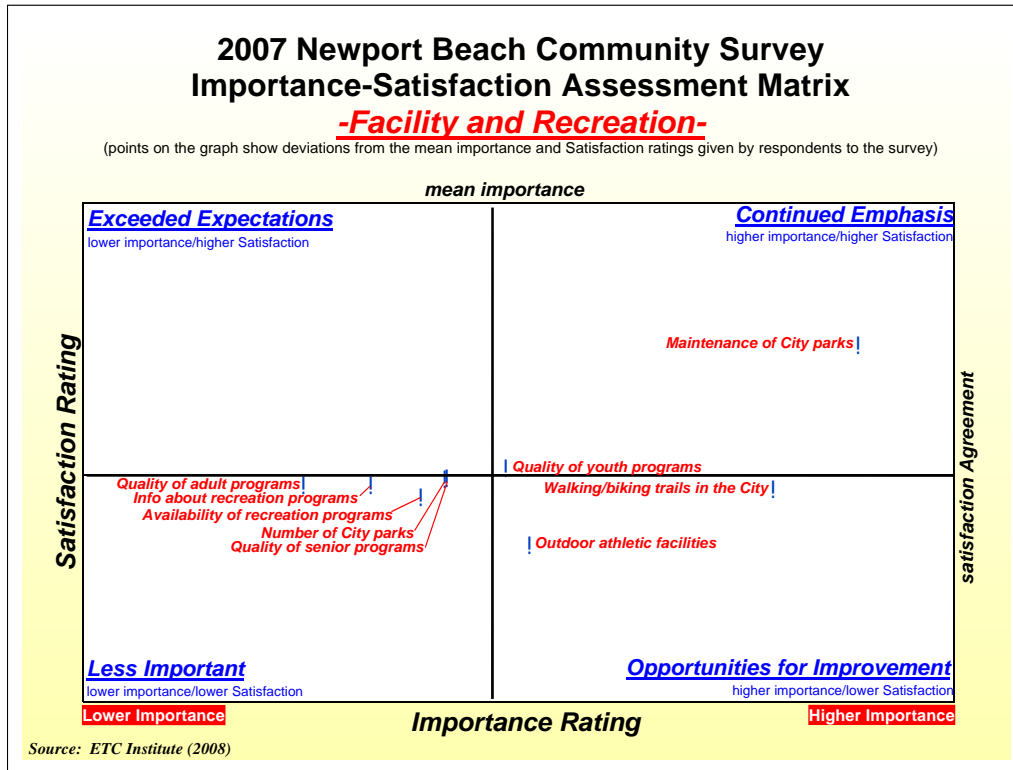 2007 Newport Beach Community Survey
Importance-Satisfaction Assessment Matrix
-Facility and Recreation-
(points on the graph show deviations from the mean importance and Satisfaction ratings given by respondents to the survey)
mean importance
Exceeded Expectations
lower importance/higher Satisfaction
Continued Emphasis
higher importance/higher Satisfaction
Satisfaction Rating
satisfaction Agreement
Maintenance of City parks
Quality of youth programs
Quality of adult programs
Walking/biking trails in the City
Info about recreation programs
Availability of recreation programs
Number of City parks
Quality of senior programs
Outdoor athletic facilities
Less Important
lower importance/lower Satisfaction
Opportunities for Improvement
higher importance/lower Satisfaction
Lower Importance
Importance Rating
Higher Importance
Source: ETC Institute (2008)